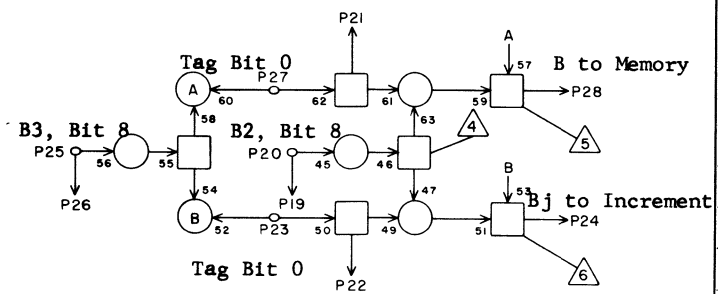 P21
Tag Bit 0
P27
A
A
57
B to Memory
60
62
61
59
P28
58
63
4
5
B3, Bit 8
B2, Bit 8
P25
56
55
P20
45
46
P26
54
P19
47
B
53
Bj to Increment
B
52
P23
50
49
51
P24
Tag Bit 0
P22
6